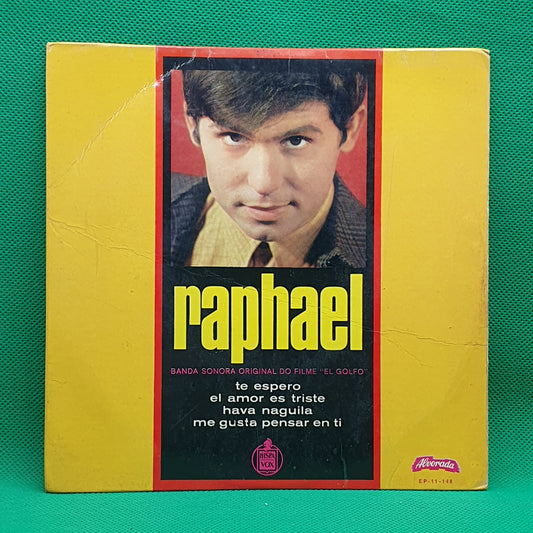 raphael
BANDA SONORA ORIGINAL DO FILME "EL GOLFO"
te espero
el amor es triste
hava naguila
me gusta pensar en ti
HISPA
VOX
Alvorada
EP-11-148